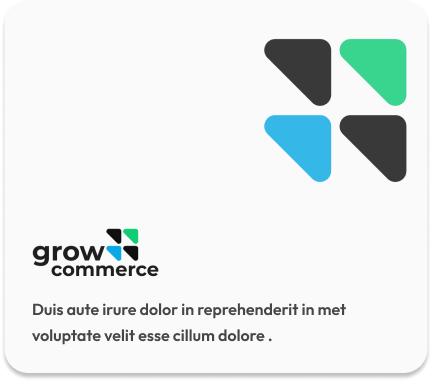 grow
commerce
Duis aute irure dolor in reprehenderit in met
voluptate velit esse cillum dolore .